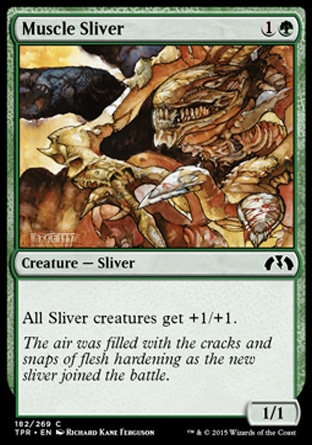 Muscle Sliver 1
Creature — Sliver
All Sliver creatures get +1/+1.
The air was filled with the cracks and
snaps of flesh hardening as the new
sliver joined the battle.
1/1
182/269 C
TPR • EN Richard Kane Ferguson ™ & © 2015 Wizards of the Coast